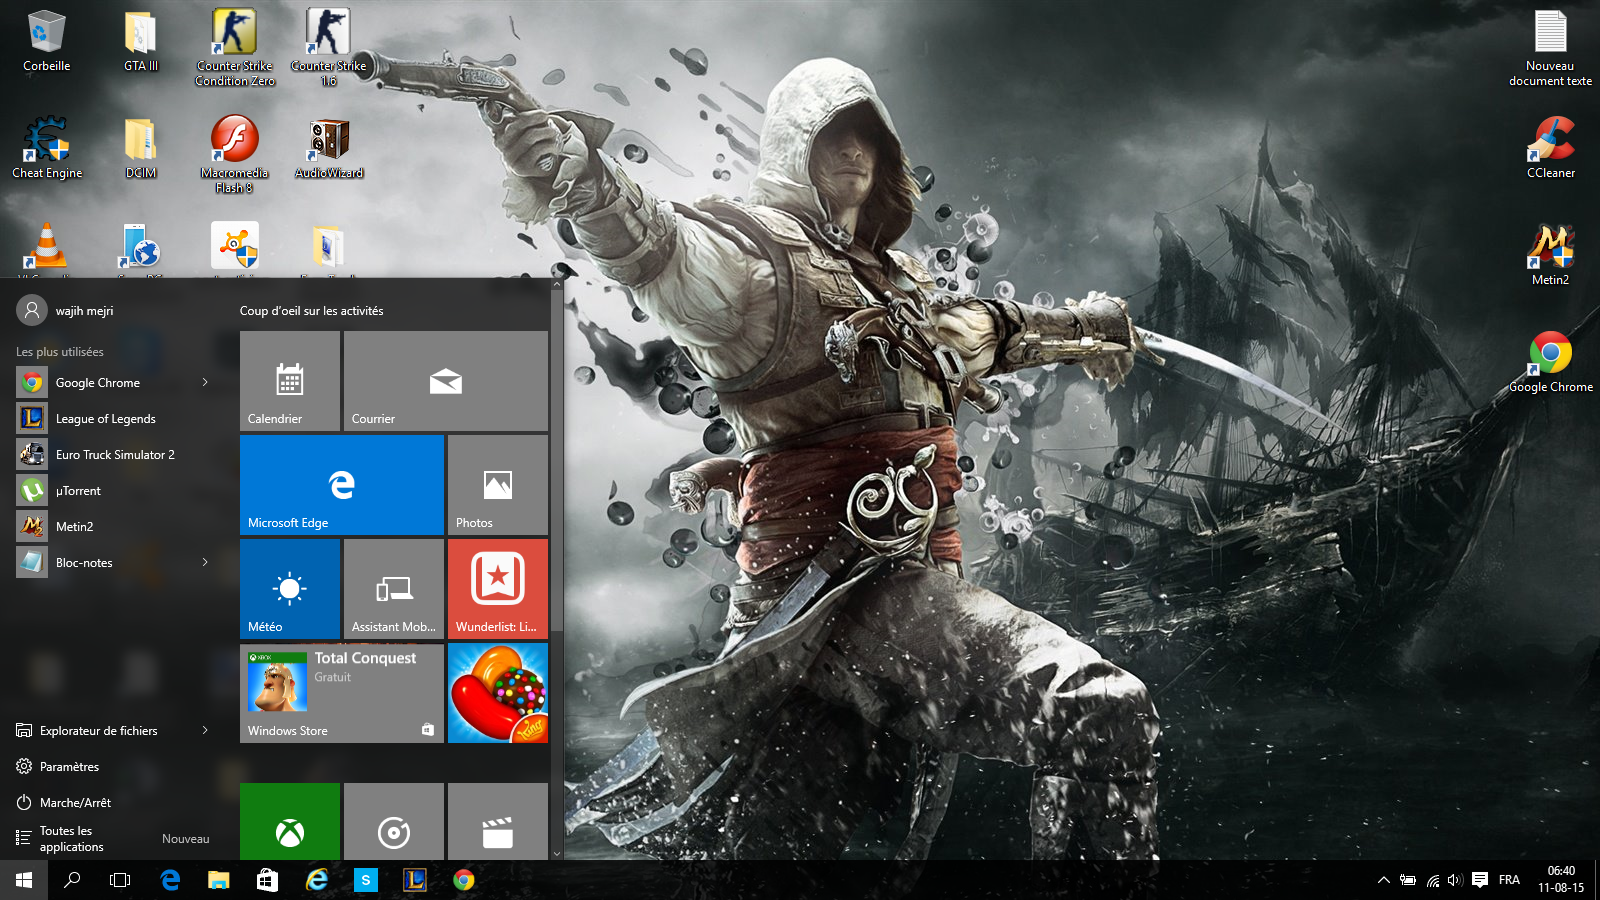 Corbeille
GTA III
Counter Strike
Condition Zero
Counter Strike
1.6
Nouveau
document texte
Cheat Engine
DCIM
Macromedia
Flash 8
AudioWizard
CCleaner
Metin2
Google Chrome
wajih mejri
Les plus utilisées
Google Chrome
League of Legends
Euro Truck Simulator 2
µTorrent
Metin2
Bloc-notes
Explorateur de fichiers
Paramètres
Marche/Arrêt
Toutes les
applications
Nouveau
Coup d'oeil sur les activités
Calendrier
Courrier
Microsoft Edge
Photos
Météo
Assistant Mob...
Wunderlist: Li...
XBOX
Total Conquest
Gratuit
Windows Store
King
FRA
06:40
11-08-15